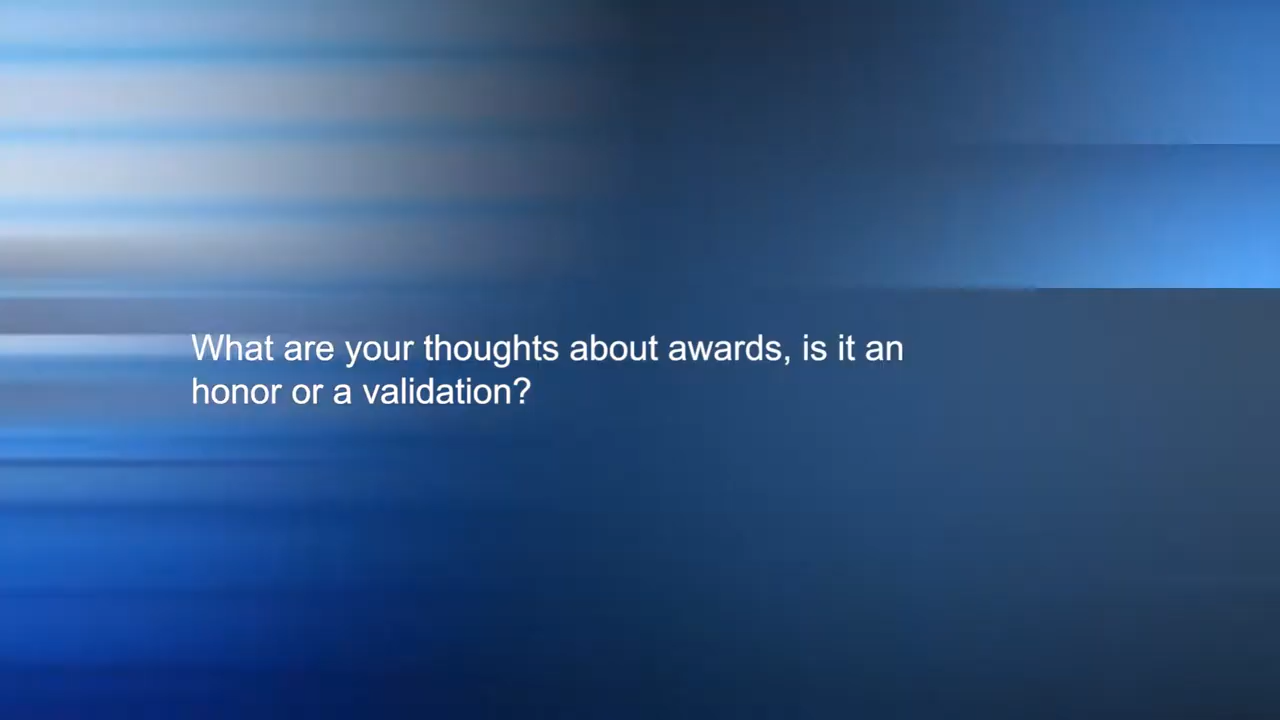 What are your thoughts about awards, is it an
honor or a validation?